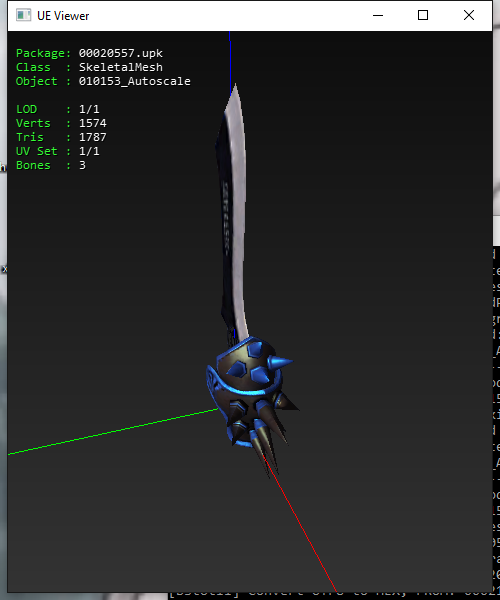 UE Viewer
Package: 00020557.upk
Class : SkeletalMesh
Object : 010153_Autoscale
LOD : 1/1
Verts : 1574
Tris : 1787
UV Set : 1/1
Bones : 3